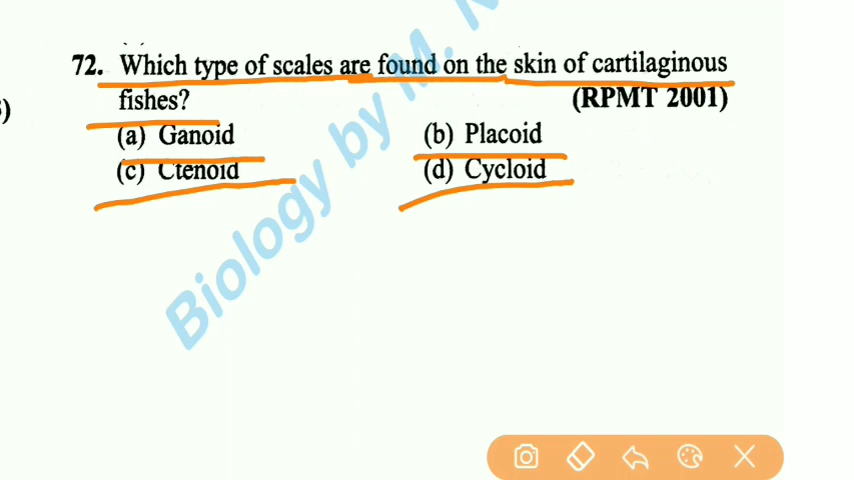 72. Which type of scales are found on the skin of cartilaginous
fishes? (RPMT 2001)
(a) Ganoid (b) Placoid
(c) Ctenoid (d) Cycloid
Biology by M.